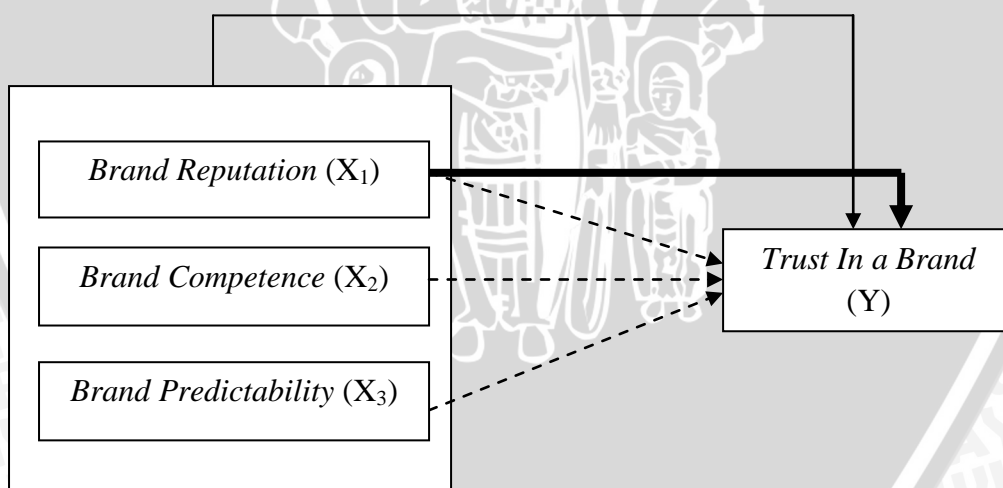 Brand Reputation (X₁)
Brand Competence (X₂)
Brand Predictability (X₃)
Trust In a Brand
(Y)